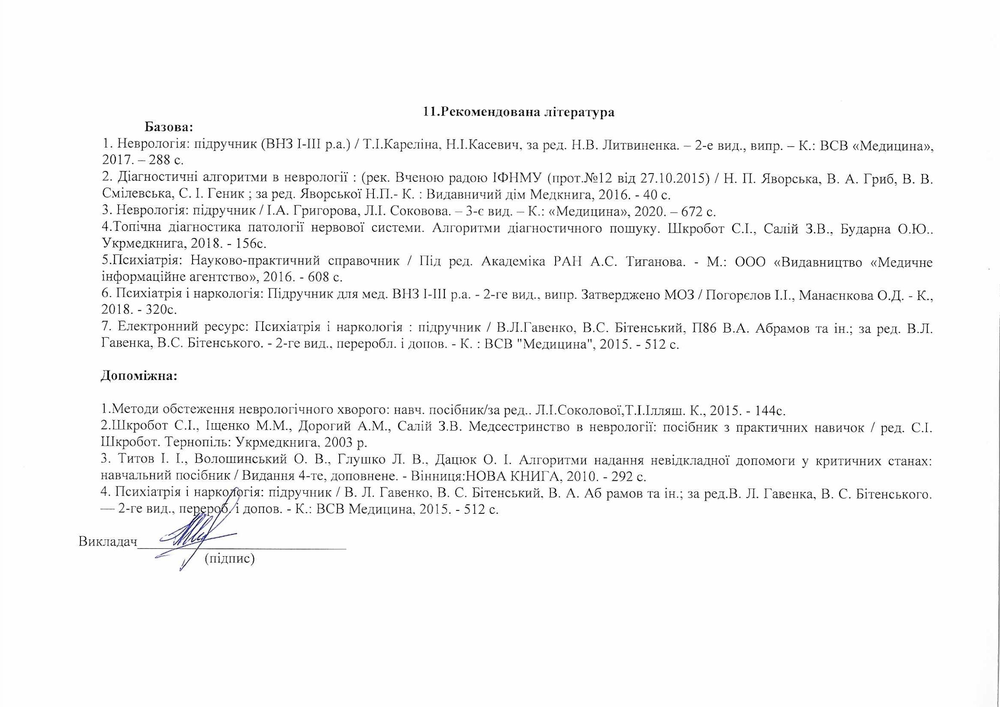 11.Рекомендована література
Базова:
1. Неврологія: підручник (ВНЗ І-ІІІ р.а.) / Т.І.Кареліна, Н.І.Касевич, за ред. Н.В. Литвиненка. – 2-е вид., випр. – К.: ВСВ «Медицина»,
2017. – 288 с.
2. Діагностичні алгоритми в неврології : (рек. Вченою радою ІФНМУ (прот.№12 від 27.10.2015) / Н. П. Яворська, В. А. Гриб, В. В.
Смілевська, С. І. Геник ; за ред. Яворської Н.П.- К. : Видавничий дім Медкнига, 2016. - 40 с.
3. Неврологія: підручник / І.А. Григорова, Л.І. Соковова. – 3-є вид. – К.: «Медицина», 2020. – 672 с.
4.Топічна діагностика патології нервової системи. Алгоритми діагностичного пошуку. Шкробот С.І., Салій З.В., Бударна О.Ю..
Укрмедкнига, 2018. - 156с.
5.Психіатрія: Науково-практичний справочник / Під ред. Академіка РАН А.С. Тиганова. - М.: ООО «Видавництво «Медичне
інформаційне агентство», 2016. - 608 с.
6. Психіатрія і наркологія: Підручник для мед. ВНЗ І-ІІІ р.а. - 2-ге вид., випр. Затверджено МОЗ / Погорєлов І.І., Манаєнкова О.Д. - К.,
2018. - 320с.
7. Електронний ресурс: Психіатрія і наркологія : підручник / В.Л.Гавенко, В.С. Бітенський, П86 В.А. Абрамов та ін.; за ред. В.Л.
Гавенка, В.С. Бітенського. - 2-ге вид., переробл. і допов. - К. : ВСВ "Медицина", 2015. - 512 с.
Допоміжна:
1.Методи обстеження неврологічного хворого: навч. посібник/за ред.. Л.І.Соколової,Т.І.Ілляш. К., 2015. - 144с.
2.Шкробот С.І., Іщенко М.М., Дорогий А.М., Салій З.В. Медсестринство в неврології: посібник з практичних навичок / ред. С.І.
Шкробот. Тернопіль: Укрмедкнига, 2003 р.
3. Титов І. І., Волошинський О. В., Глушко Л. В., Дацюк О. І. Алгоритми надання невідкладної допомоги у критичних станах:
навчальний посібник / Видання 4-те, доповнене. - Вінниця:НОВА КНИГА, 2010. - 292 с.
4. Психіатрія і наркологія: підручник / В. Л. Гавенко, В. С. Бітенський, В. А. Аб рамов та ін.; за ред.В. Л. Гавенка, В. С. Бітенського.
— 2-ге вид., перероб. і допов. - К.: ВСВ Медицина, 2015. - 512 с.
Викладач
(підпис)